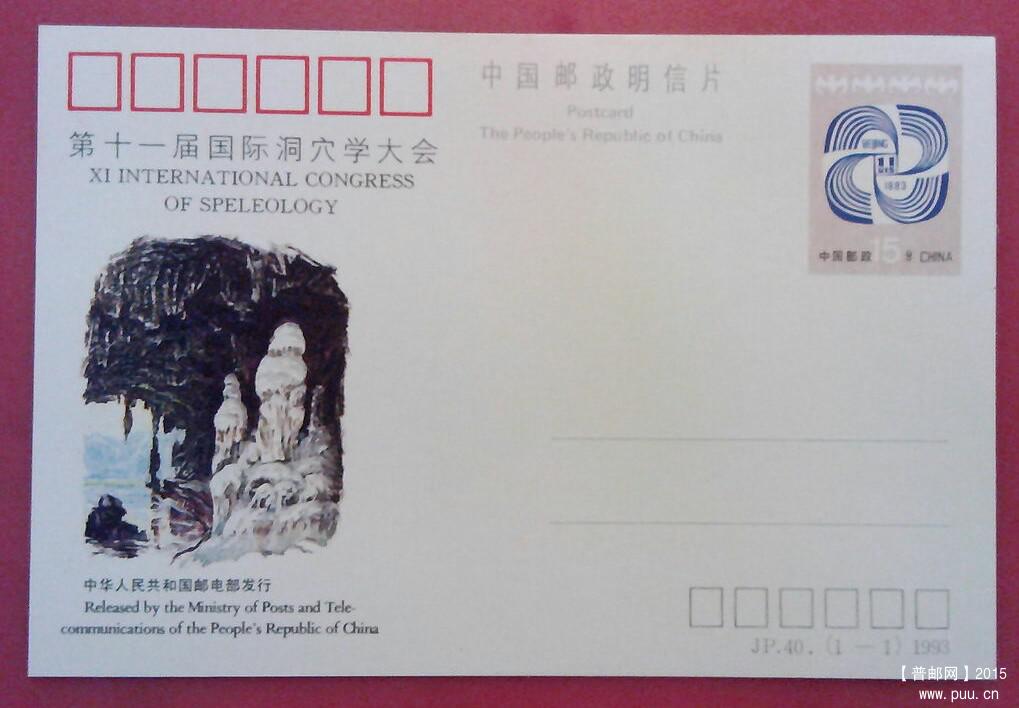 第十一届国际洞穴学大会
XI INTERNATIONAL CONGRESS
OF SPELEOLOGY
中国邮政明信片
Postcard
The People's Republic of China
BEIJING
11
UIS
1993
中国邮政 15分 CHINA
中华人民共和国邮电部发行
Released by the Ministry of Posts and Tele-
communications of the People's Republic of China
JP.40. (1-1) 1993
【普邮网】2015
www.puu.cn